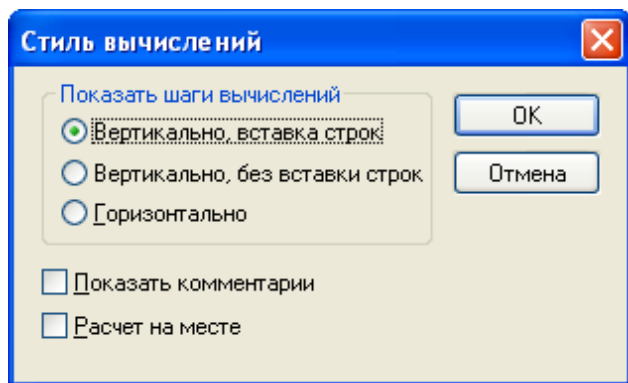 Стиль вычислений
Показать шаги вычислений
Вертикально, вставка строк
Вертикально, без вставки строк
Горизонтально
Показать комментарии
Расчет на месте
OK
Отмена